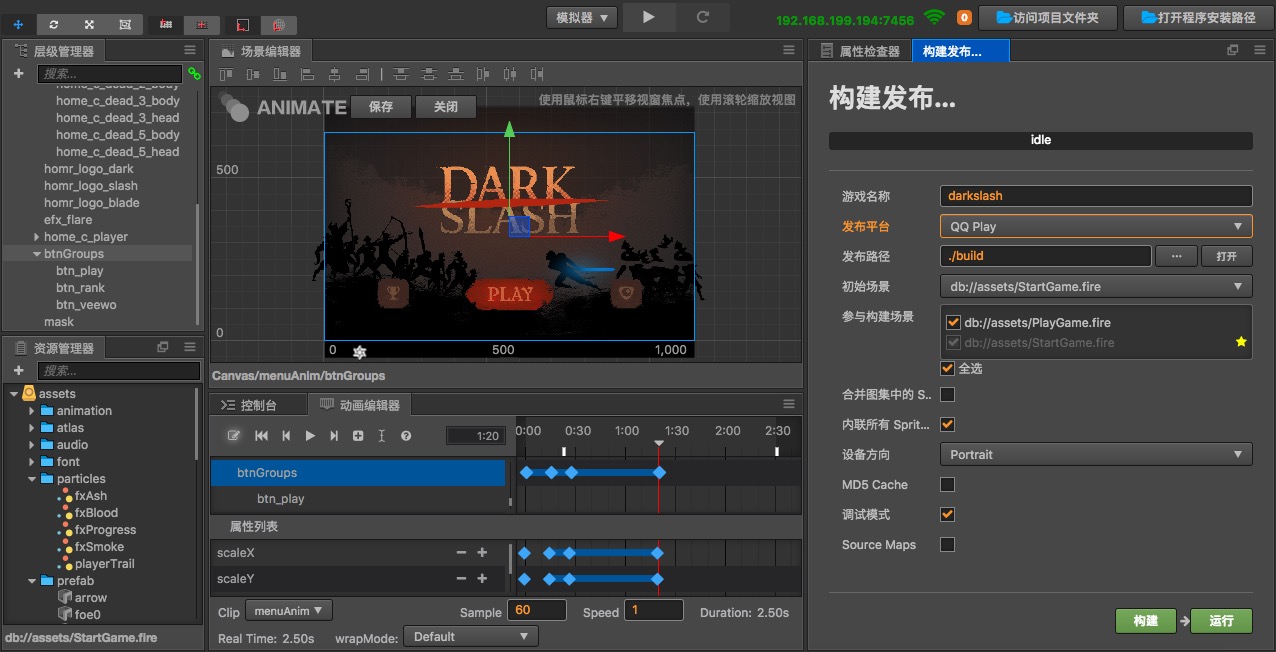 模拟器
192.168.199.194:7456
0
访问项目文件夹
打开程序安装路径
层级管理器
搜索...
home_c_dead_3_body
home_c_dead_3_head
home_c_dead_5_body
home_c_dead_5_head
homr_logo_dark
homr_logo_slash
homr_logo_blade
efx_flare
home_c_player
btnGroups
btn_play
btn_rank
btn_veewo
mask
资源管理器
搜索...
assets
animation
atlas
audio
font
particles
fxAsh
fxBlood
fxProgress
fxSmoke
playerTrail
prefab
arrow
foe0
db://assets/StartGame.fire
场景编辑器
ANIMATE
保存
关闭
使用鼠标右键平移视窗焦点，使用滚轮缩放视图
500
DARK
SLASH
PLAY
0
0
500
1,000
Canvas/menuAnim/btnGroups
控制台
动画编辑器
1:20
0:00
0:30
1:00
1:30
2:00
2:30
btnGroups
btn_play
属性列表
scaleX
scaleY
Clip
menuAnim
Sample
60
Speed
1
Duration: 2.50s
Real Time: 2.50s
wrapMode:
Default
属性检查器
构建发布...
构建发布...
idle
游戏名称
darkslash
发布平台
QQ Play
发布路径
./build
...
打开
初始场景
db://assets/StartGame.fire
参与构建场景
db://assets/PlayGame.fire
db://assets/StartGame.fire
全选
合并图集中的 S..
内联所有 Sprit...
设备方向
Portrait
MD5 Cache
调试模式
Source Maps
构建
运行